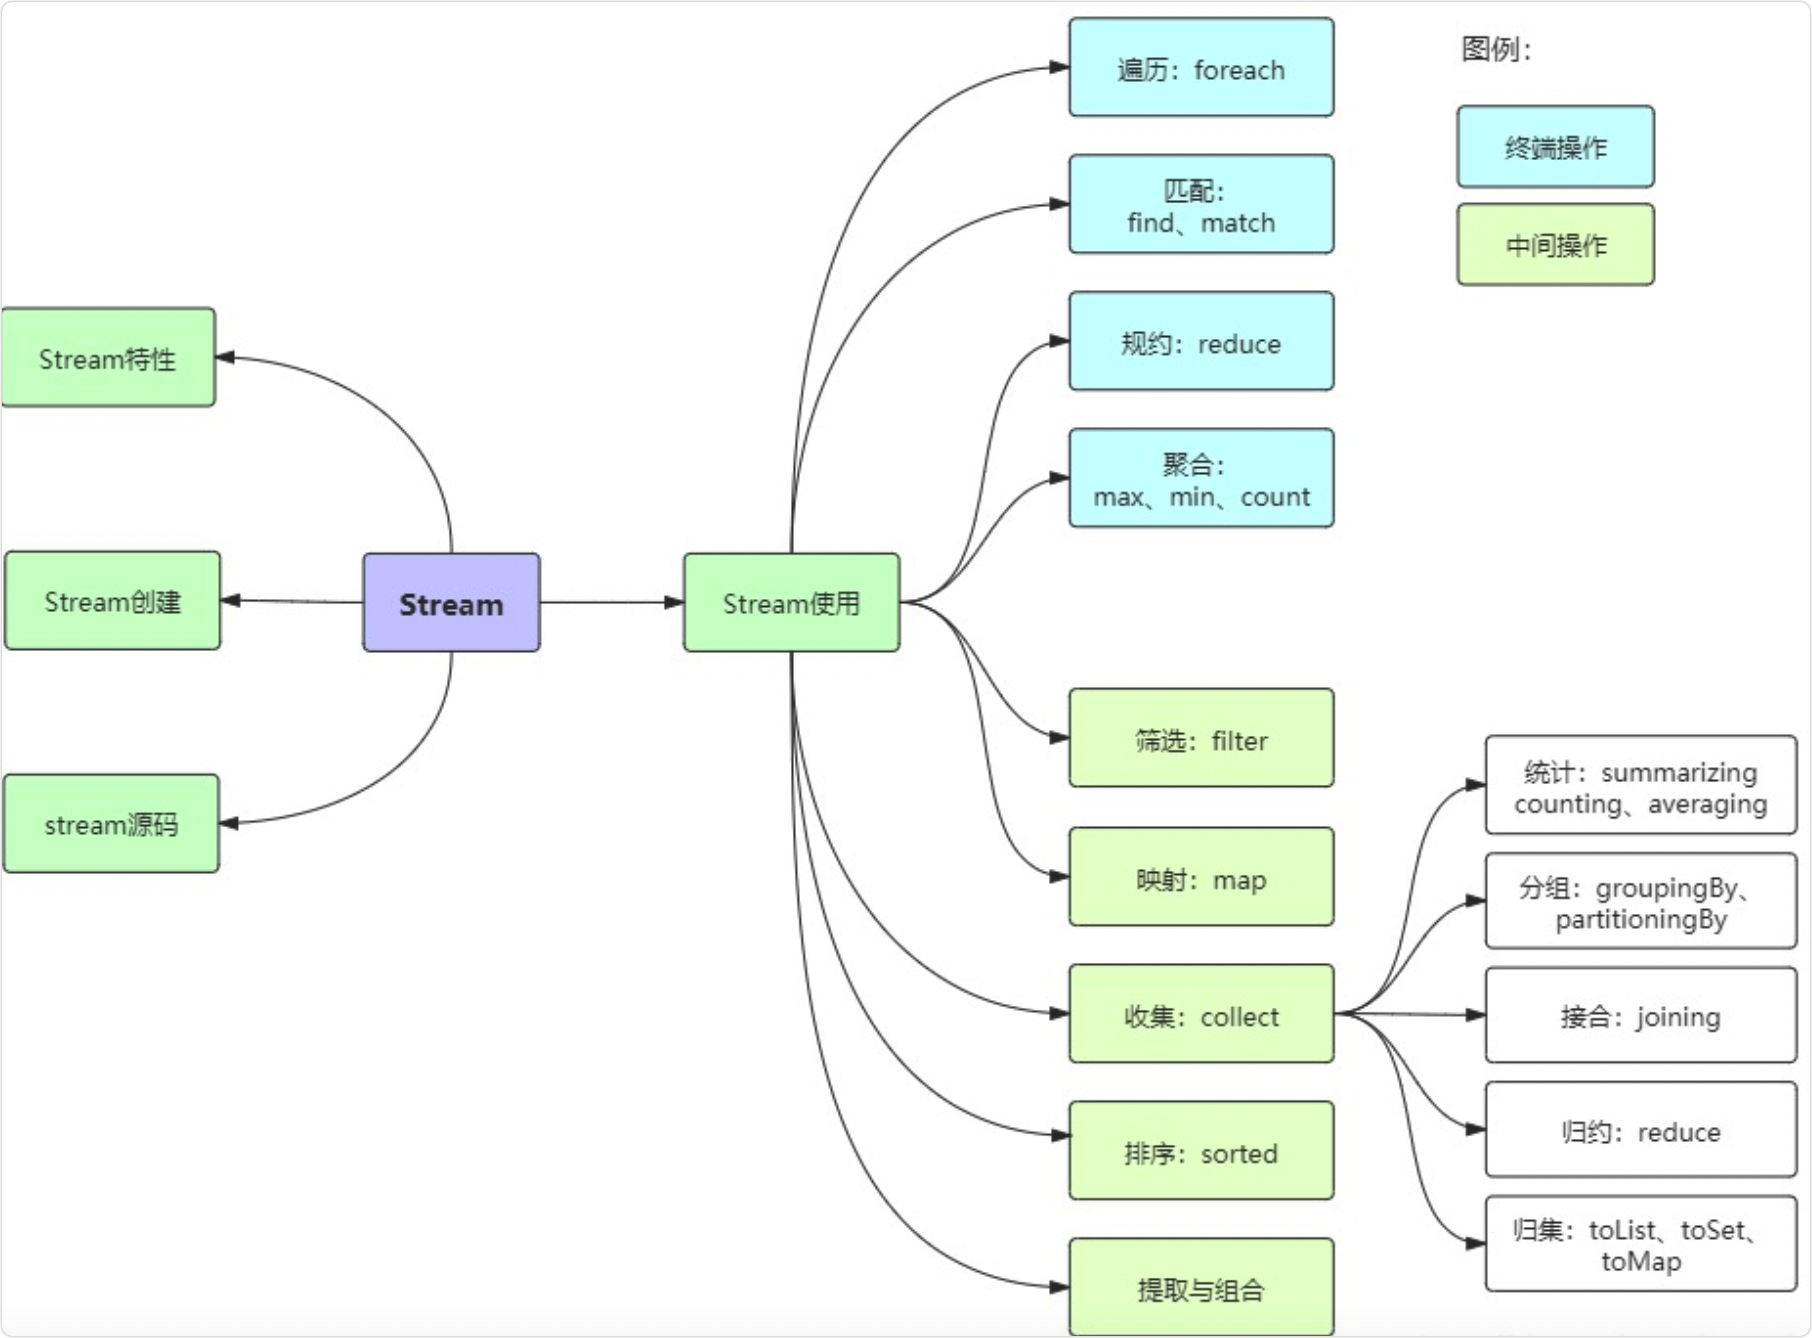 遍历：foreach
图例：
终端操作
匹配：
find、match
中间操作
规约：reduce
Stream特性
聚合：
max、min、count
Stream创建
Stream
Stream使用
筛选：filter
统计：summarizing
counting、averaging
stream源码
映射：map
分组：groupingBy、
partitioningBy
收集：collect
接合：joining
排序：sorted
归约：reduce
归集：toList、toSet、
toMap
提取与组合